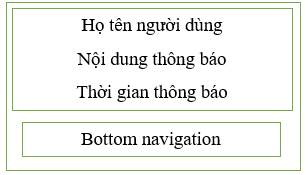 Họ tên người dùng
Nội dung thông báo
Thời gian thông báo
Bottom navigation